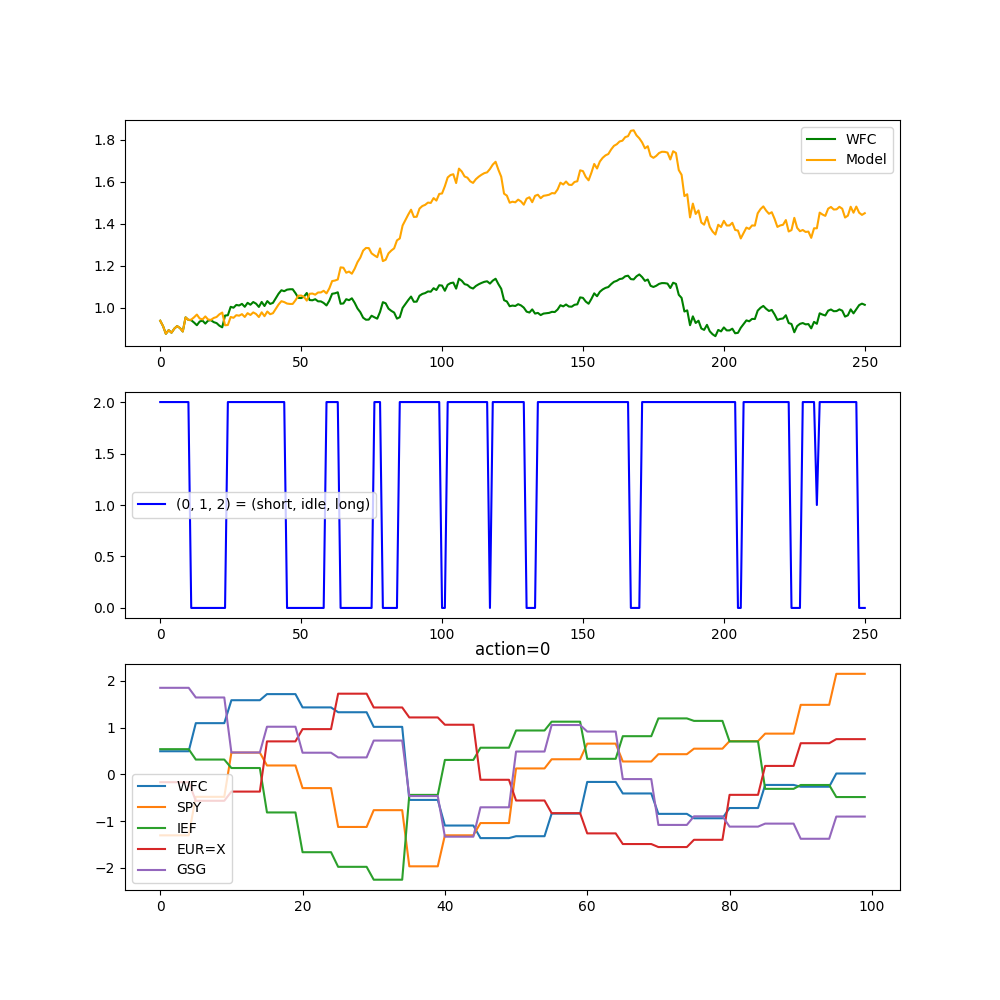 1.8
1.6
1.4
1.2
1.0
WFC
Model
0 50 100 150 200 250
2.0
1.5
1.0
0.5
0.0
(0, 1, 2) = (short, idle, long)
0 50 100 150 200 250
action=0
2
1
0
−1
−2
WFC
SPY
IEF
EUR=X
GSG
0 20 40 60 80 100